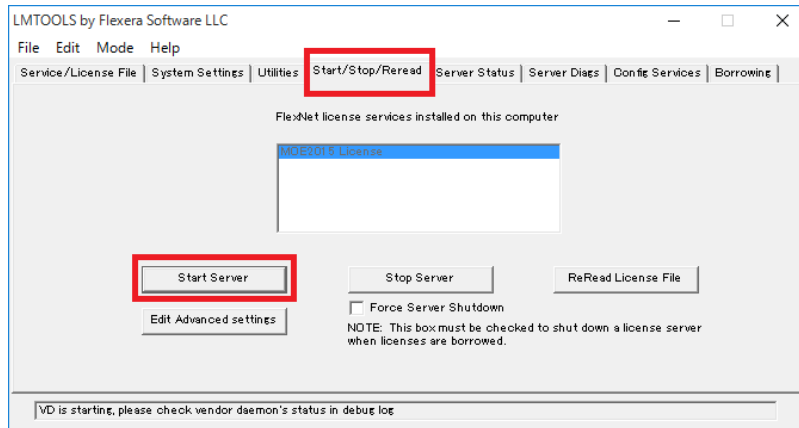 LMTOOLS by Flexera Software LLC
File Edit Mode Help
Service/License File System Settings Utilities Start/Stop/Reread Server Status Server Diags Config Services Borrowing
FlexNet license services installed on this computer
MOE2015 License
Start Server Stop Server ReRead License File
Edit Advanced settings
Force Server Shutdown
NOTE: This box must be checked to shut down a license server
when licenses are borrowed.
VD is starting, please check vendor daemon's status in debug log